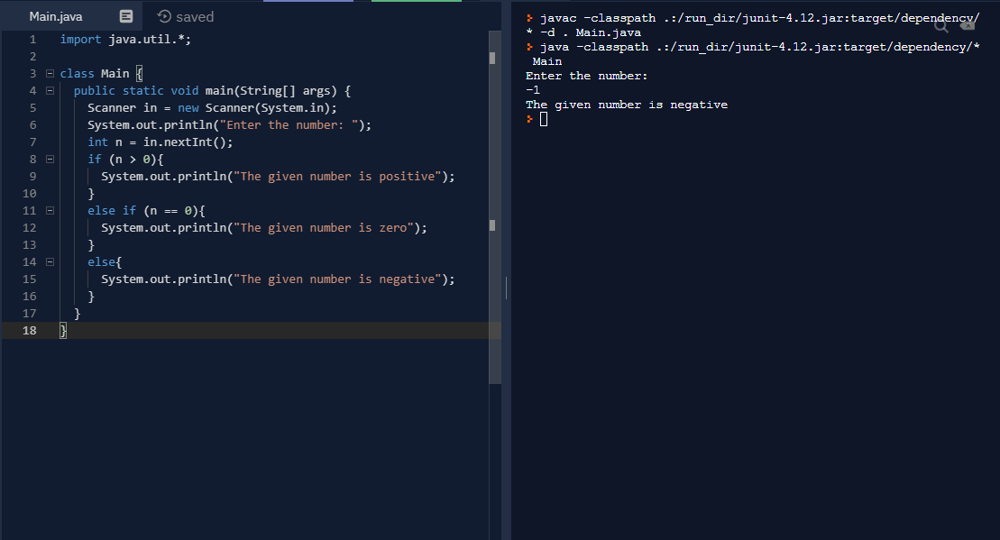 Main.java
saved
1 import java.util.*;
2
3 class Main {
4 public static void main(String[] args) {
5 Scanner in = new Scanner(System.in);
6 System.out.println("Enter the number: ");
7 int n = in.nextInt();
8 if (n > 0){
9 System.out.println("The given number is positive");
10 }
11 else if (n == 0){
12 System.out.println("The given number is zero");
13 }
14 else{
15 System.out.println("The given number is negative");
16 }
17 }
18 }
javac -classpath .:/run_dir/junit-4.12.jar:target/dependency/
* -d . Main.java
java -classpath .:/run_dir/junit-4.12.jar:target/dependency/*
Main
Enter the number:
-1
The given number is negative